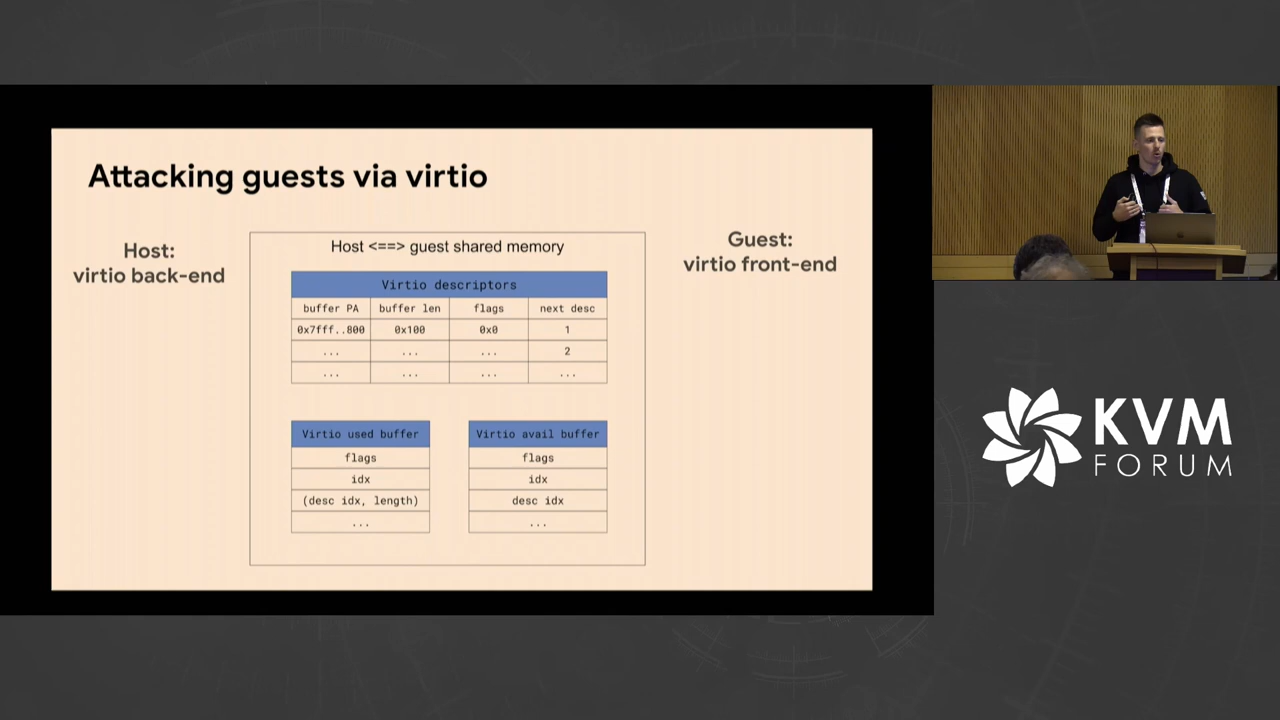 Attacking guests via virtio
Host:
virtio back-end
Host <==> guest shared memory
Guest:
virtio front-end
Virtio descriptors
buffer PA buffer len flags next desc
0x7fff..800 0x100 0x0 1
... ... ... 2
... ... ... ...
Virtio used buffer
flags
idx
(desc idx, length)
...
Virtio avail buffer
flags
idx
desc idx
...
KVM
FORUM